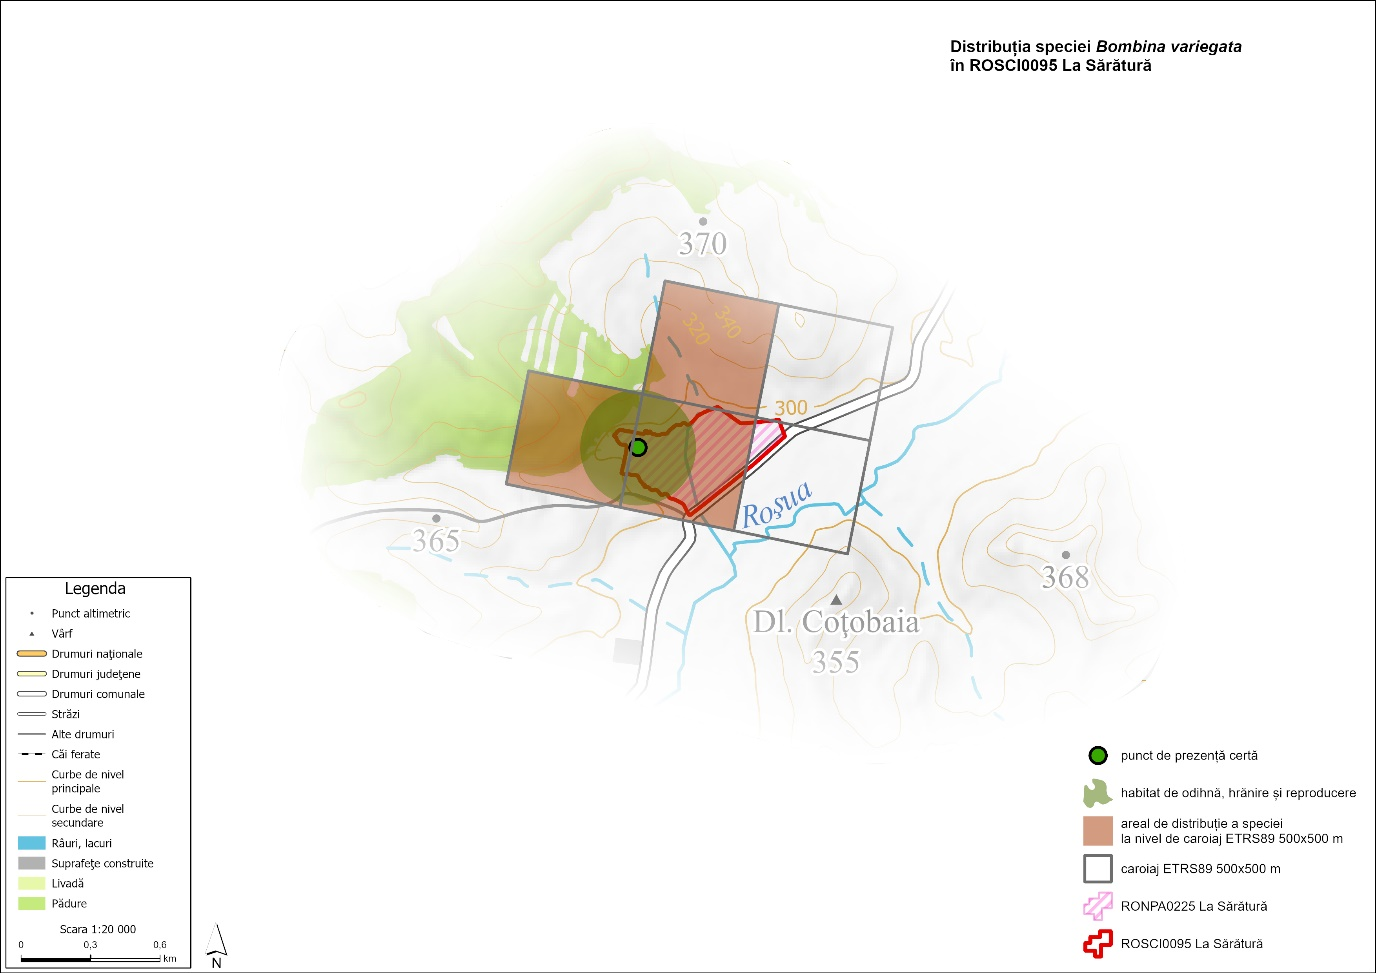 Distribuția speciei Bombina variegata
în ROSCI0095 La Sărătură
370
320
340
300
Roșua
365
368
Dl. Coţobaia
355
Legenda
Punct altimetric
Vârf
Drumuri naţionale
Drumuri judeţene
Drumuri comunale
Străzi
Alte drumuri
Căi ferate
Curbe de nivel
principale
Curbe de nivel
secundare
Râuri, lacuri
Suprafeţe construite
Livadă
Pădure
Scara 1:20 000
0 0,3 0,6
km
N
punct de prezență certă
habitat de odihnă, hrănire și reproducere
areal de distribuție a speciei
la nivel de caroiaj ETRS89 500x500 m
caroiaj ETRS89 500x500 m
RONPA0225 La Sărătură
ROSCI0095 La Sărătură